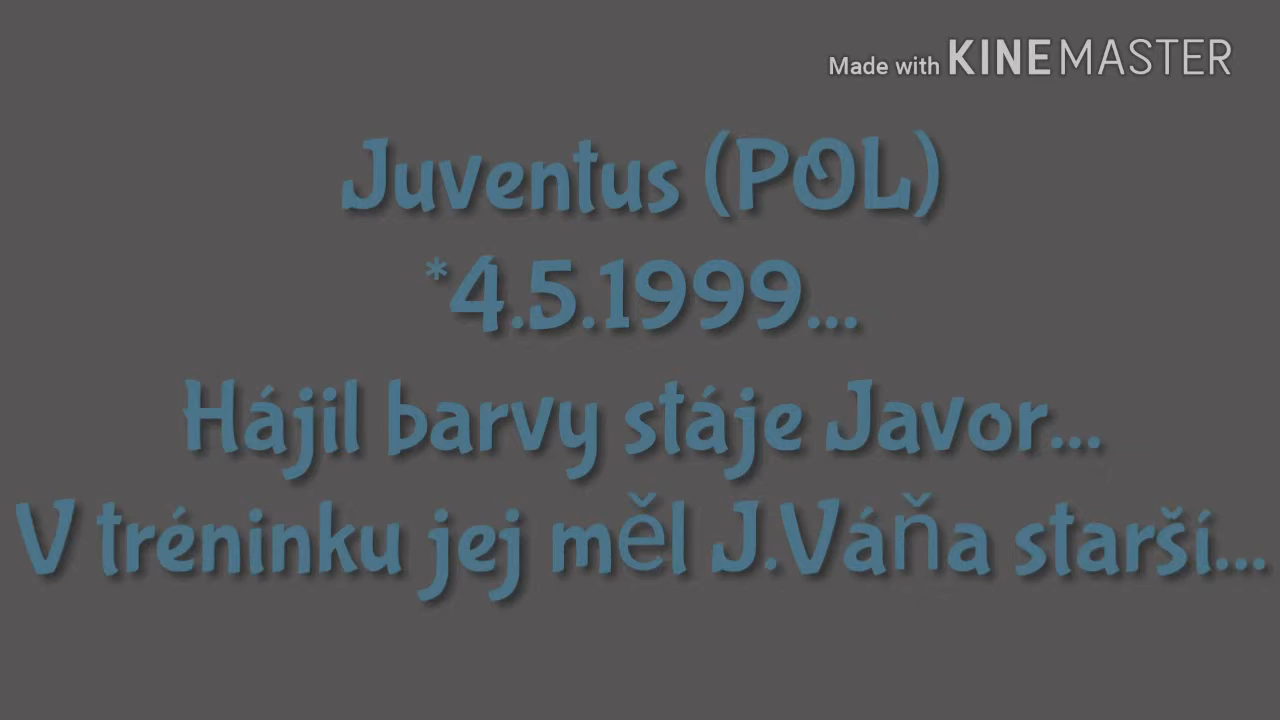 Made with KINEMASTER
Juventus (POL)
*4.5.1999...
Hájil barvy stáje Javor...
V tréninku jej měl J.Váňa starší...